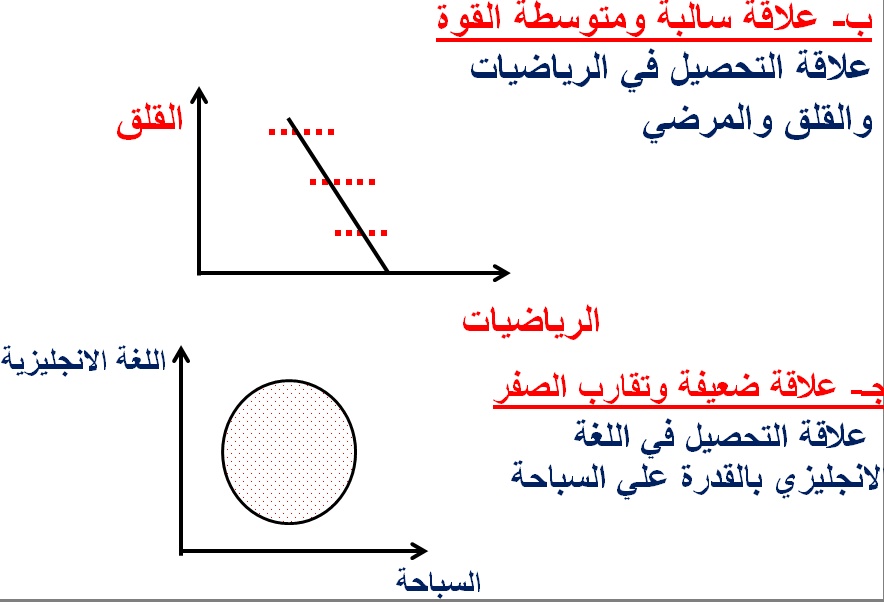 ب- علاقة سالبة ومتوسطة القوة
علاقة التحصيل في الرياضيات
والقلق والمرضي
القلق
الرياضيات
اللغة الانجليزية
جـ- علاقة ضعيفة وتقارب الصفر
علاقة التحصيل في اللغة
الانجليزي بالقدرة علي السباحة
السباحة